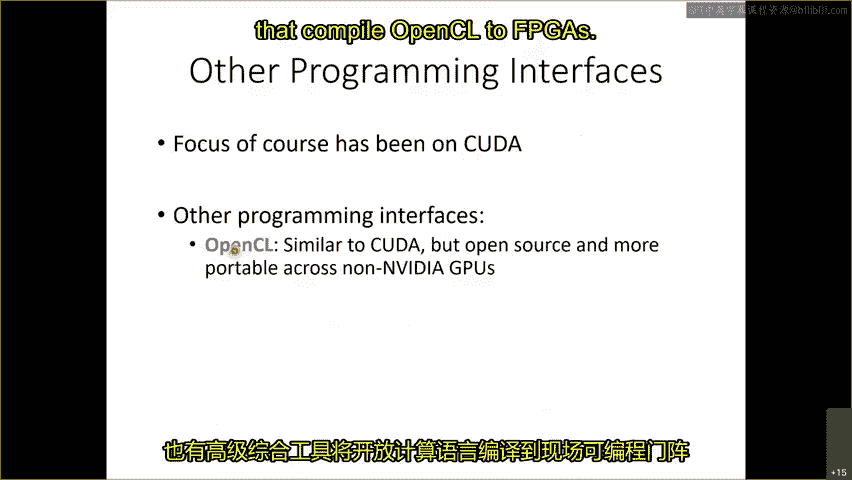 that compile OpenCL to FPGAs.
Other Programming Interfaces
• Focus of course has been on CUDA
• Other programming interfaces:
• OpenCL: Similar to CUDA, but open source and more
portable across non-NVIDIA GPUs
也有高级综合工具将开放计算语言编译到现场可编程门阵
+15